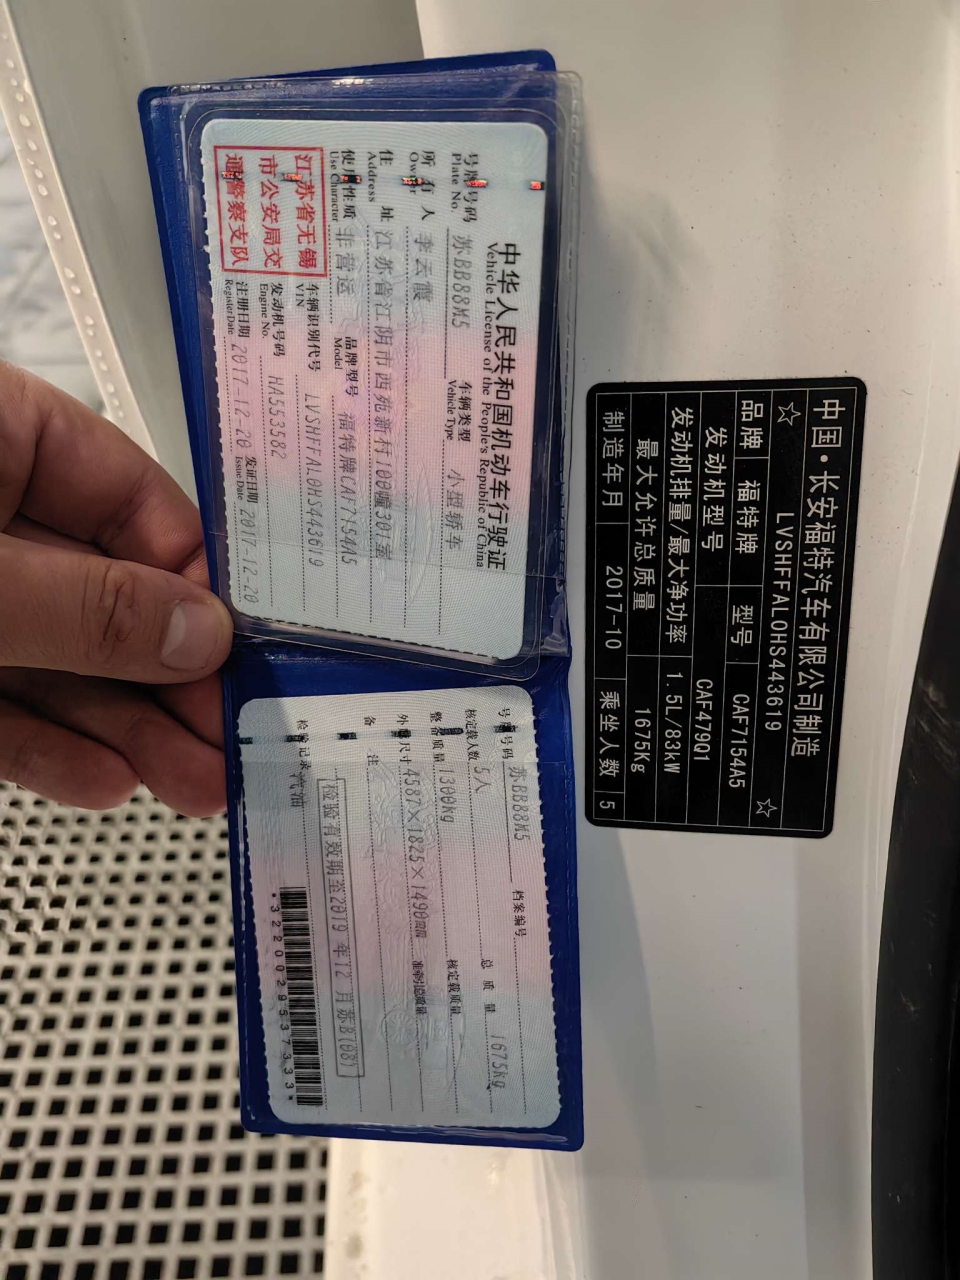 中华人民共和国机动车行驶证
Vehicle License of the People's Republic of China
号牌号码 苏BB88M5 车辆类型 小型轿车
Plate No. Vehicle Type
所有人 李云霞
Owner
住址 江苏省江阴市西苑新村100幢301室
Address
使用性质 非营运 品牌型号 福特牌CAF7154A5
Use Character Model
江苏省无锡市公安局交通警察支队
车辆识别代号 LVSHFFAL0HS443619
VIN
发动机号码 HA553582
Engine No.
注册日期 2017-12-20 发证日期 2017-12-20
Register Date Issue Date
号牌号码 苏BB88M5 档案编号
核定载人数 5人 总质量 1675kg
整备质量 1300kg 核定载质量
外廓尺寸 4587×1825×1490mm 准牵引总质量
备注
检验有效期至2019年12月苏B(08)
检验记录 汽油
*3220029537333*
中国·长安福特汽车有限公司制造
☆ LVSHFFAL0HS443619 ☆
品牌 福特牌 型号 CAF7154A5
发动机型号 CAF479Q1
发动机排量/最大净功率 1.5L/83kW
最大允许总质量 1675Kg
制造年月 2017-10 乘坐人数 5